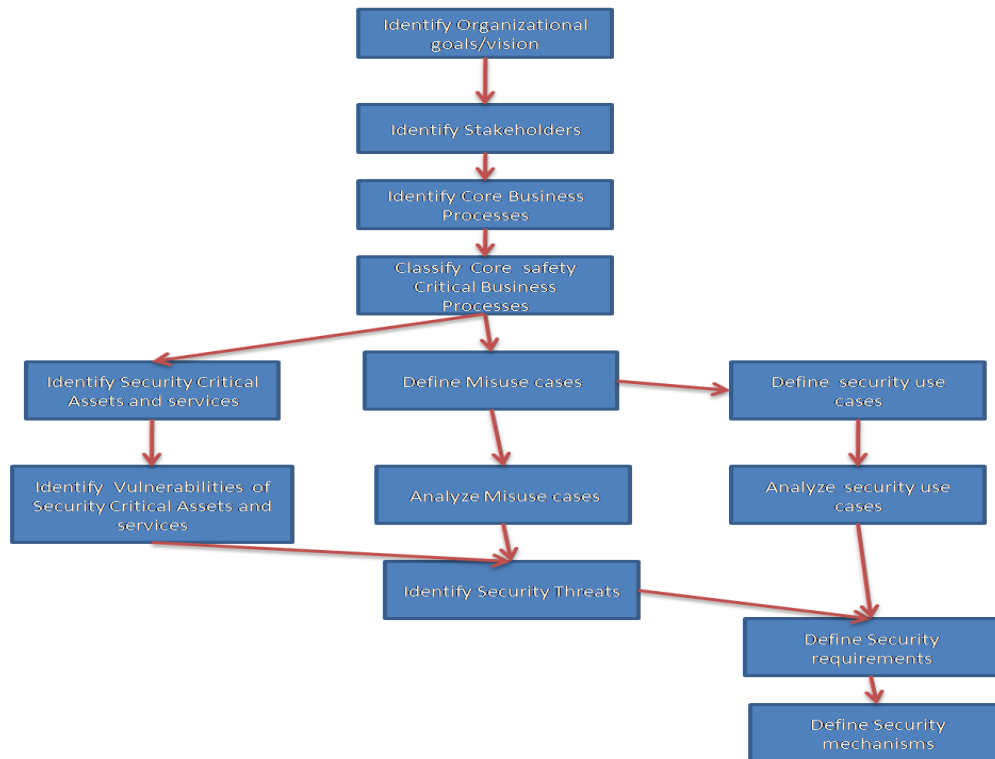 Identify Organizational
goals/vision
Identify Stakeholders
Identify Core Business
Processes
Classify Core safety
Critical Business
Processes
Identify Security Critical
Assets and services
Define Misuse cases
Define security use
cases
Identify Vulnerabilities of
Security Critical Assets and
services
Analyze Misuse cases
Analyze security use
cases
Identify Security Threats
Define Security
requirements
Define Security
mechanisms